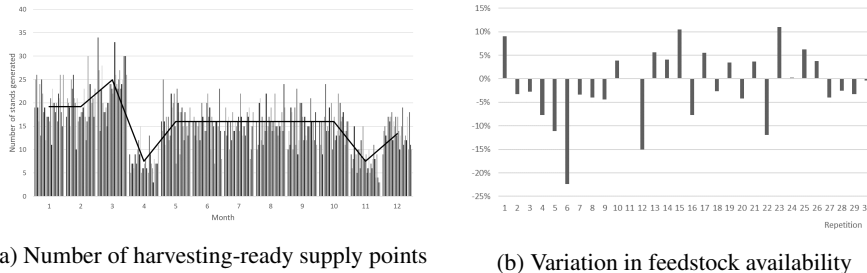 40
35
30
25
20
15
10
5
0
Number of stands generated
1 2 3 4 5 6 7 8 9 10 11 12
Month
a) Number of harvesting-ready supply points
15%
10%
5%
0%
-5%
-10%
-15%
-20%
-25%
1 2 3 4 5 6 7 8 9 10 11 12 13 14 15 16 17 18 19 20 21 22 23 24 25 26 27 28 29 3
Repetition
(b) Variation in feedstock availability